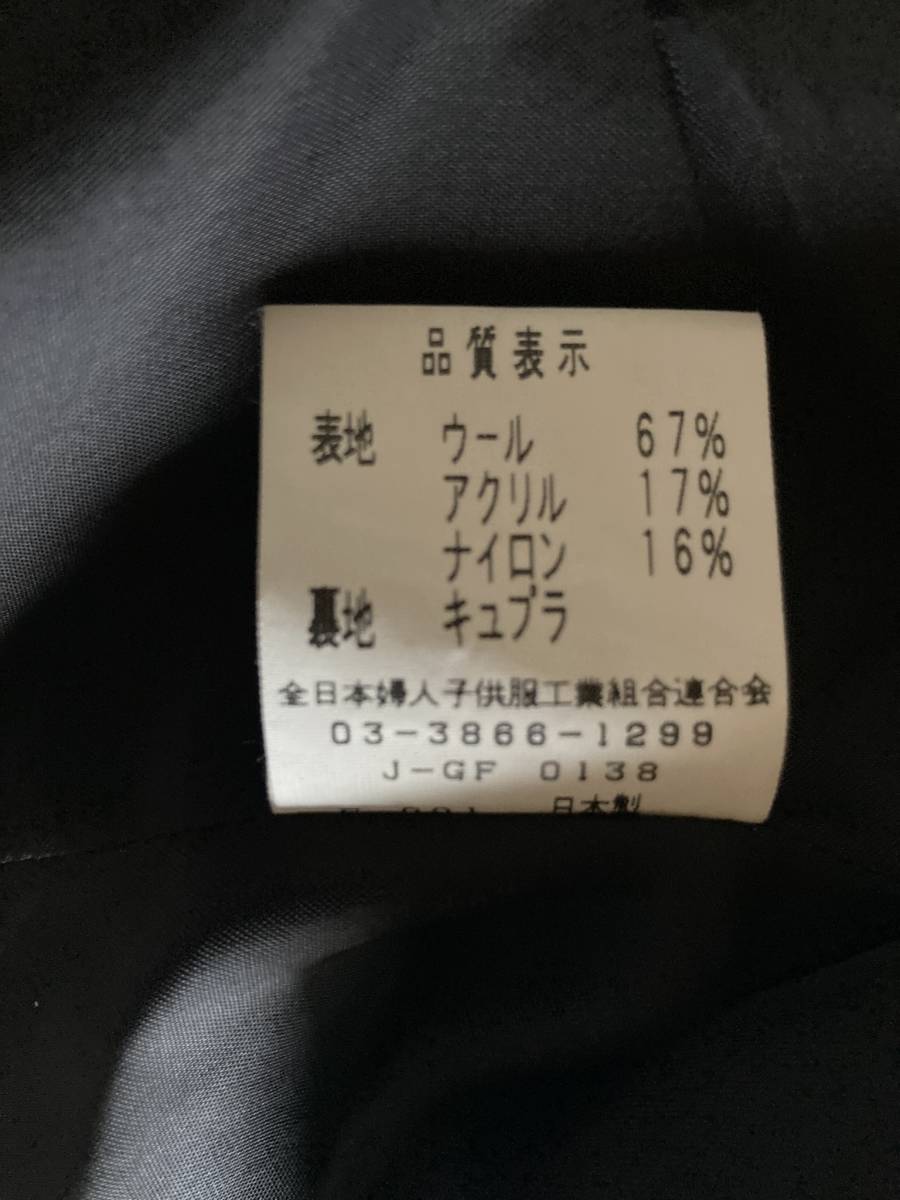 品質表示
表地 ウール 67%
アクリル 17%
ナイロン 16%
裏地 キュプラ
全日本婦人子供服工業組合連合会
03-3866-1299
J-GF 0138
日本製